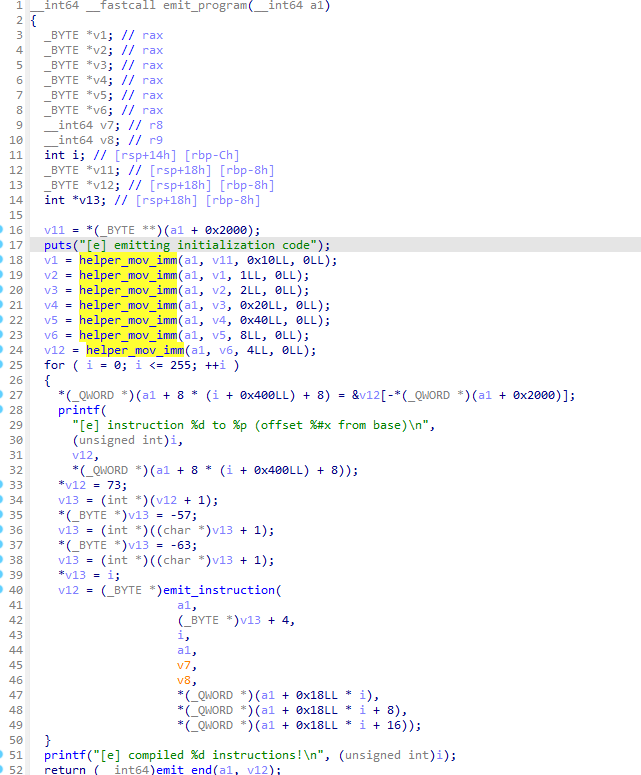 1 __int64 __fastcall emit_program(__int64 a1)
2 {
3 _BYTE *v1; // rax
4 _BYTE *v2; // rax
5 _BYTE *v3; // rax
6 _BYTE *v4; // rax
7 _BYTE *v5; // rax
8 _BYTE *v6; // rax
9 __int64 v7; // r8
10 __int64 v8; // r9
11 int i; // [rsp+14h] [rbp-Ch]
12 _BYTE *v11; // [rsp+18h] [rbp-8h]
13 _BYTE *v12; // [rsp+18h] [rbp-8h]
14 int *v13; // [rsp+18h] [rbp-8h]
15
16 v11 = *(_BYTE **)(a1 + 0x2000);
17 puts("[e] emitting initialization code");
18 v1 = helper_mov_imm(a1, v11, 0x10LL, 0LL);
19 v2 = helper_mov_imm(a1, v1, 1LL, 0LL);
20 v3 = helper_mov_imm(a1, v2, 2LL, 0LL);
21 v4 = helper_mov_imm(a1, v3, 0x20LL, 0LL);
22 v5 = helper_mov_imm(a1, v4, 0x40LL, 0LL);
23 v6 = helper_mov_imm(a1, v5, 8LL, 0LL);
24 v12 = helper_mov_imm(a1, v6, 4LL, 0LL);
25 for ( i = 0; i <= 255; ++i )
26 {
27 *(_QWORD *)(a1 + 8 * (i + 0x400LL) + 8) = &v12[-*(_QWORD *)(a1 + 0x2000)];
28 printf(
29 "[e] instruction %d to %p (offset %#x from base)\n",
30 (unsigned int)i,
31 v12,
32 *(_QWORD *)(a1 + 8 * (i + 0x400LL) + 8));
33 *v12 = 73;
34 v13 = (int *)(v12 + 1);
35 *(_BYTE *)v13 = -57;
36 v13 = (int *)((char *)v13 + 1);
37 *(_BYTE *)v13 = -63;
38 v13 = (int *)((char *)v13 + 1);
39 *v13 = i;
40 v12 = (_BYTE *)emit_instruction(
41 a1,
42 (_BYTE *)v13 + 4,
43 i,
44 a1,
45 v7,
46 v8,
47 *(_QWORD *)(a1 + 0x18LL * i),
48 *(_QWORD *)(a1 + 0x18LL * i + 8),
49 *(_QWORD *)(a1 + 0x18LL * i + 16));
50 }
51 printf("[e] compiled %d instructions!\n", (unsigned int)i);
52 return (__int64)emit_end(a1, v12);